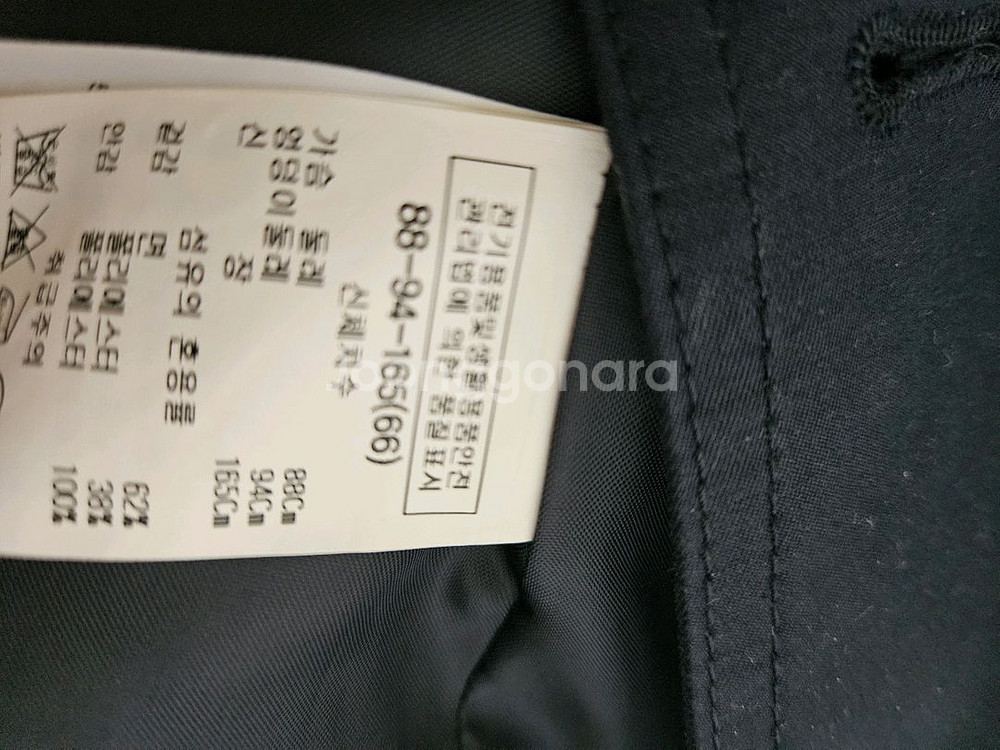 전기용품및생활용품안전
관리법에 의한 품질표시
88-94-165(66)
신체치수
가슴 둘레 88Cm
엉덩이둘레 94Cm
신 장 165Cm
섬유의 혼용률
겉감 면 62%
폴리에스터 38%
안감 폴리에스터 100%
취급주의
joongonara